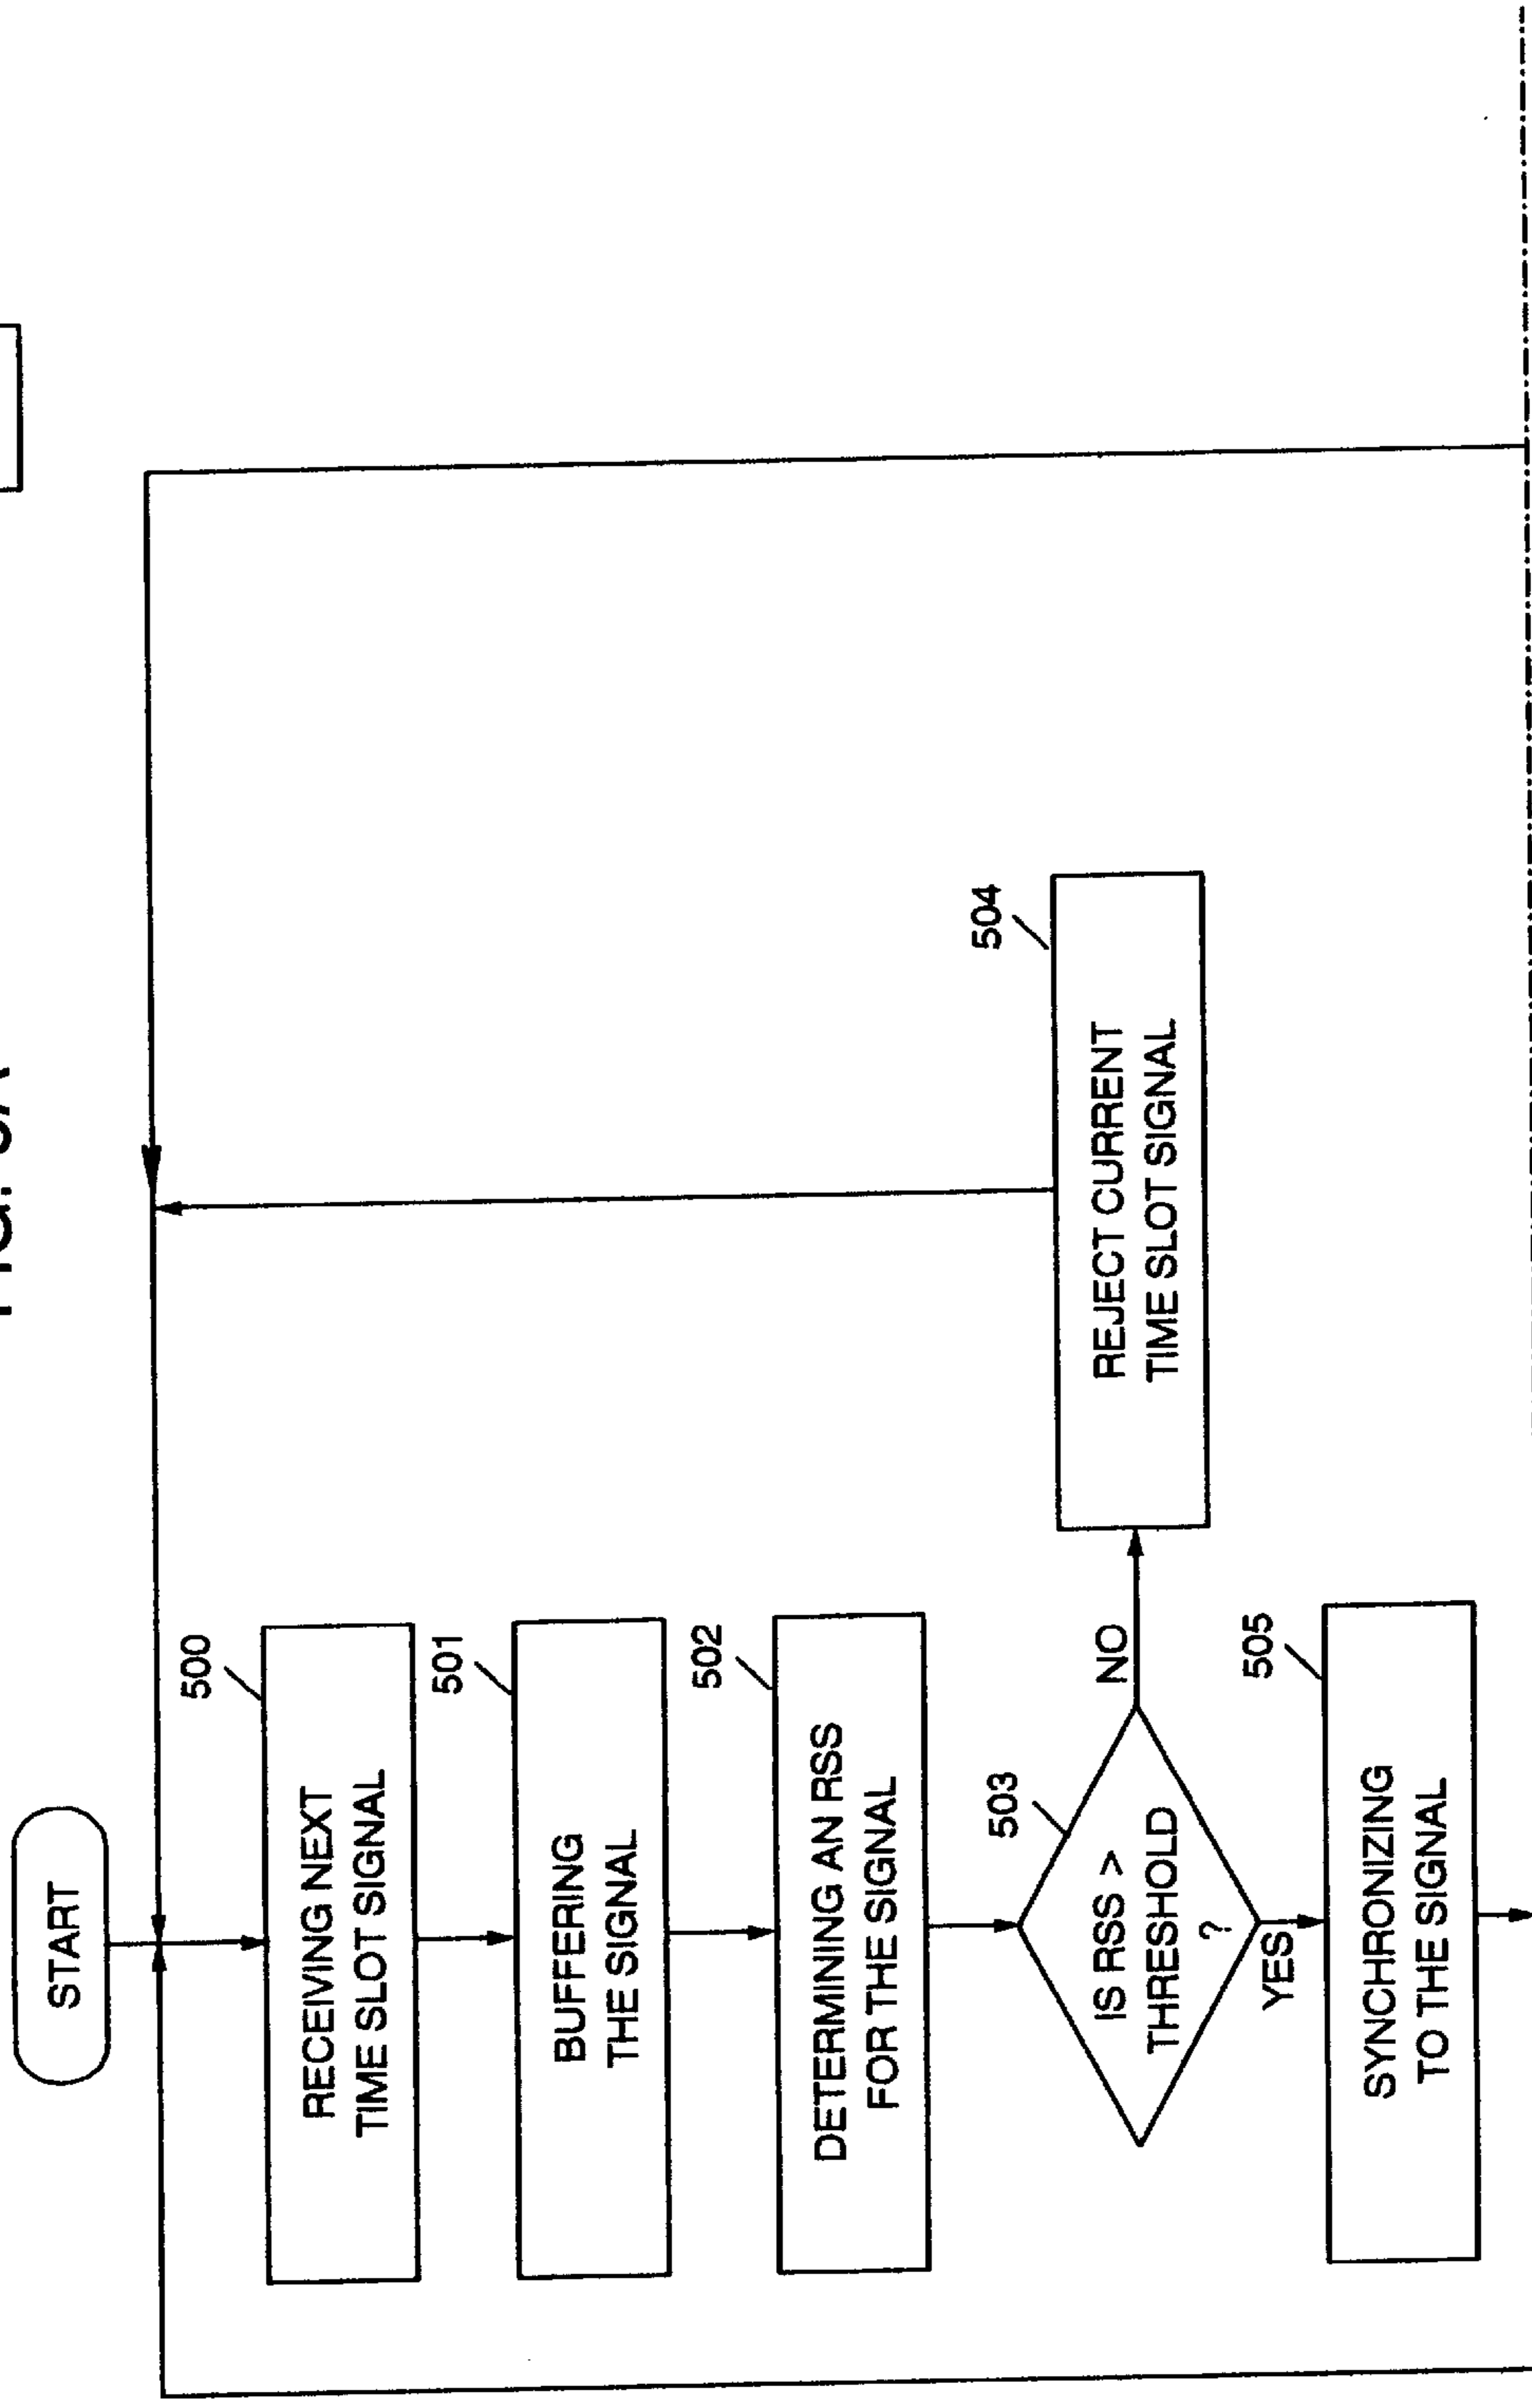 START
500
RECEIVING NEXT
TIME SLOT SIGNAL
501
BUFFERING
THE SIGNAL
502
DETERMINING AN RSS
FOR THE SIGNAL
503
IS RSS >
THRESHOLD
?
NO
504
REJECT CURRENT
TIME SLOT SIGNAL
YES
505
SYNCHRONIZING
TO THE SIGNAL